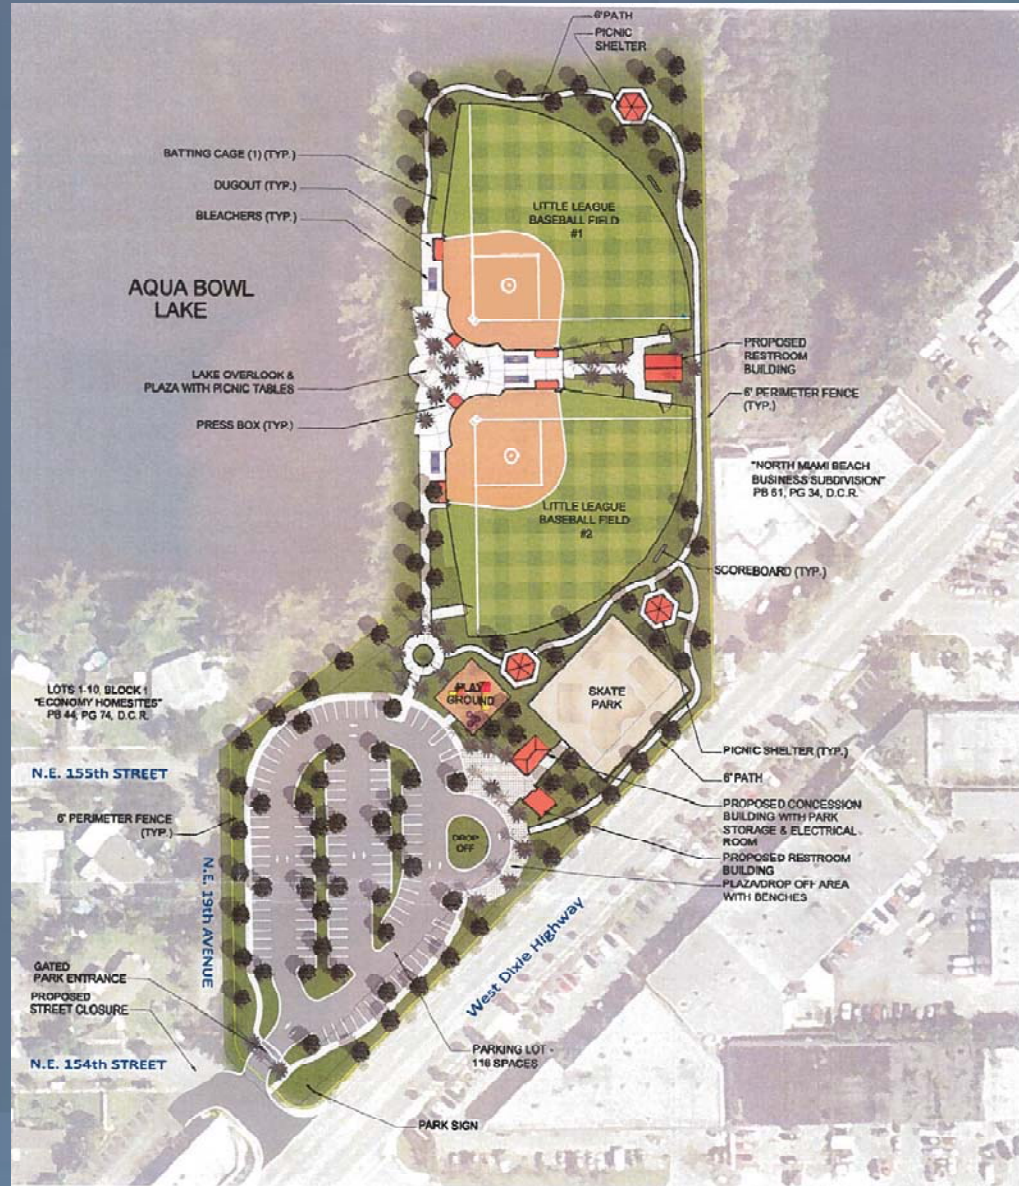 6' PATH
PICNIC
SHELTER
BATTING CAGE (1) (TYP.)
DUGOUT (TYP.)
BLEACHERS (TYP.)
LITTLE LEAGUE
BASEBALL FIELD
#1
AQUA BOWL
LAKE
PROPOSED
RESTROOM
BUILDING
LAKE OVERLOOK &
PLAZA WITH PICNIC TABLES
6' PERIMETER FENCE
(TYP.)
PRESS BOX (TYP.)
"NORTH MIAMI BEACH
BUSINESS SUBDIVISION"
PB 61, PG 34, D.C.R.
LITTLE LEAGUE
BASEBALL FIELD
#2
SCOREBOARD (TYP.)
LOTS 1-10, BLOCK 1
"ECONOMY HOMESITES"
PB 44, PG 74, D.C.R.
PLAY
GROUND
SKATE
PARK
PICNIC SHELTER (TYP.)
N.E. 155th STREET
6' PATH
6' PERIMETER FENCE
(TYP.)
PROPOSED CONCESSION
BUILDING WITH PARK
STORAGE & ELECTRICAL
ROOM
DROP
OFF
PROPOSED RESTROOM
BUILDING
PLAZA/DROP OFF AREA
WITH BENCHES
N.E. 19th AVENUE
West Dixie Highway
GATED
PARK ENTRANCE
PROPOSED
STREET CLOSURE
N.E. 154th STREET
PARKING LOT -
116 SPACES
PARK SIGN